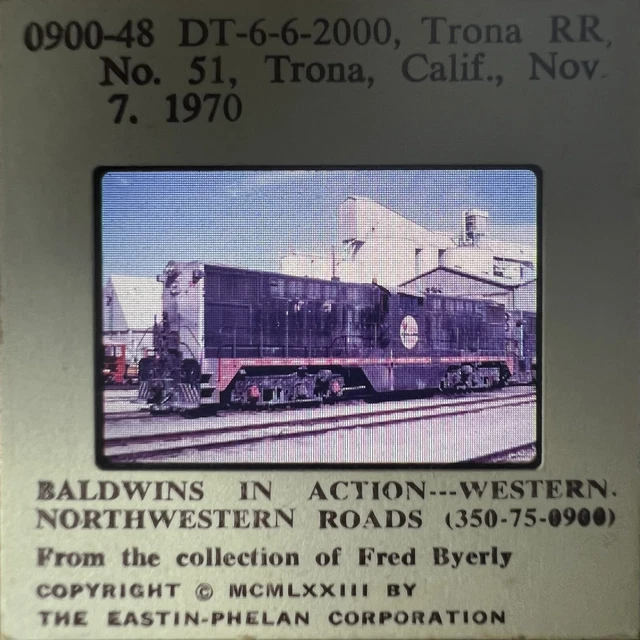 0900-48 DT-6-6-2000, Trona RR,
No. 51, Trona, Calif., Nov.
7. 1970
BALDWINS IN ACTION---WESTERN.
NORTHWESTERN ROADS (350-75-0900)
From the collection of Fred Byerly
COPYRIGHT © MCMLXXIII BY
THE EASTIN-PHELAN CORPORATION